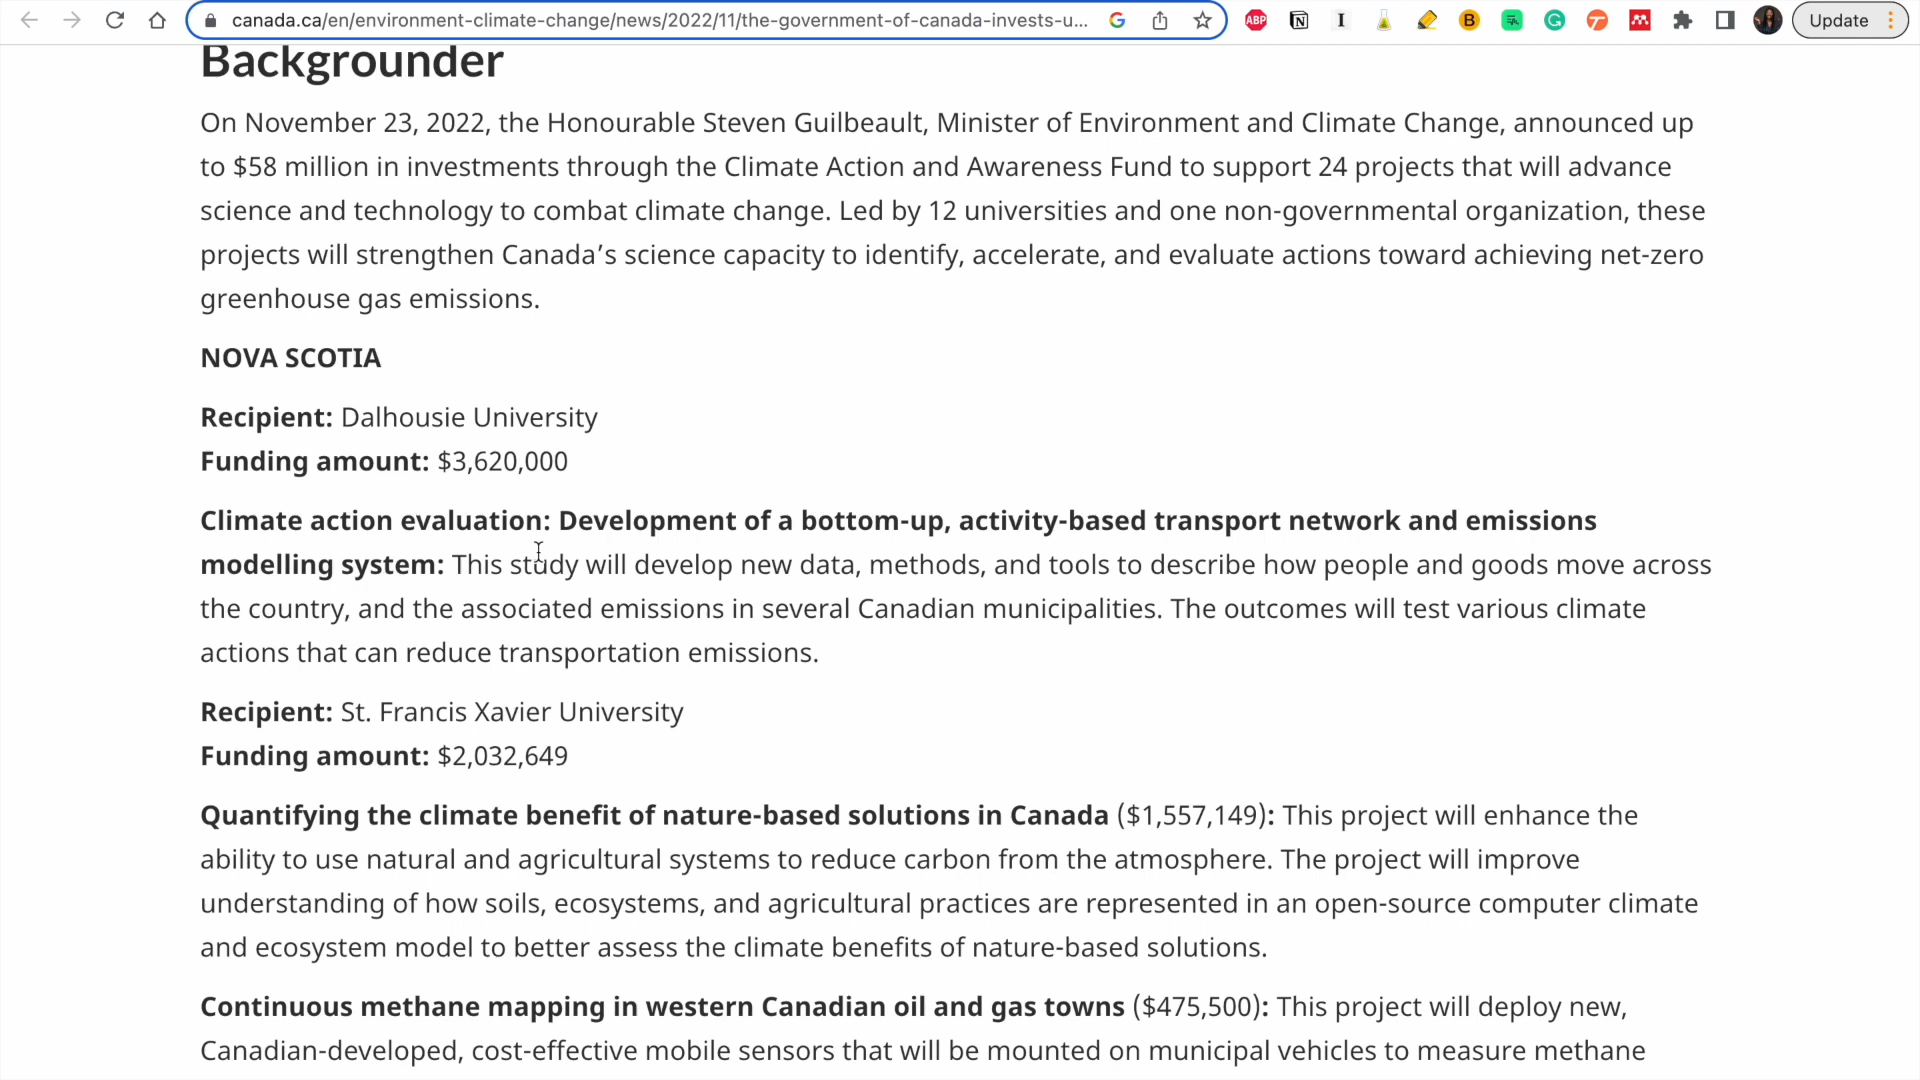 canada.ca/en/environment-climate-change/news/2022/11/the-government-of-canada-invests-u...
ABP
Update
Backgrounder
On November 23, 2022, the Honourable Steven Guilbeault, Minister of Environment and Climate Change, announced up
to $58 million in investments through the Climate Action and Awareness Fund to support 24 projects that will advance
science and technology to combat climate change. Led by 12 universities and one non-governmental organization, these
projects will strengthen Canada’s science capacity to identify, accelerate, and evaluate actions toward achieving net-zero
greenhouse gas emissions.
NOVA SCOTIA
Recipient: Dalhousie University
Funding amount: $3,620,000
Climate action evaluation: Development of a bottom-up, activity-based transport network and emissions
modelling system: This study will develop new data, methods, and tools to describe how people and goods move across
the country, and the associated emissions in several Canadian municipalities. The outcomes will test various climate
actions that can reduce transportation emissions.
Recipient: St. Francis Xavier University
Funding amount: $2,032,649
Quantifying the climate benefit of nature-based solutions in Canada ($1,557,149): This project will enhance the
ability to use natural and agricultural systems to reduce carbon from the atmosphere. The project will improve
understanding of how soils, ecosystems, and agricultural practices are represented in an open-source computer climate
and ecosystem model to better assess the climate benefits of nature-based solutions.
Continuous methane mapping in western Canadian oil and gas towns ($475,500): This project will deploy new,
Canadian-developed, cost-effective mobile sensors that will be mounted on municipal vehicles to measure methane